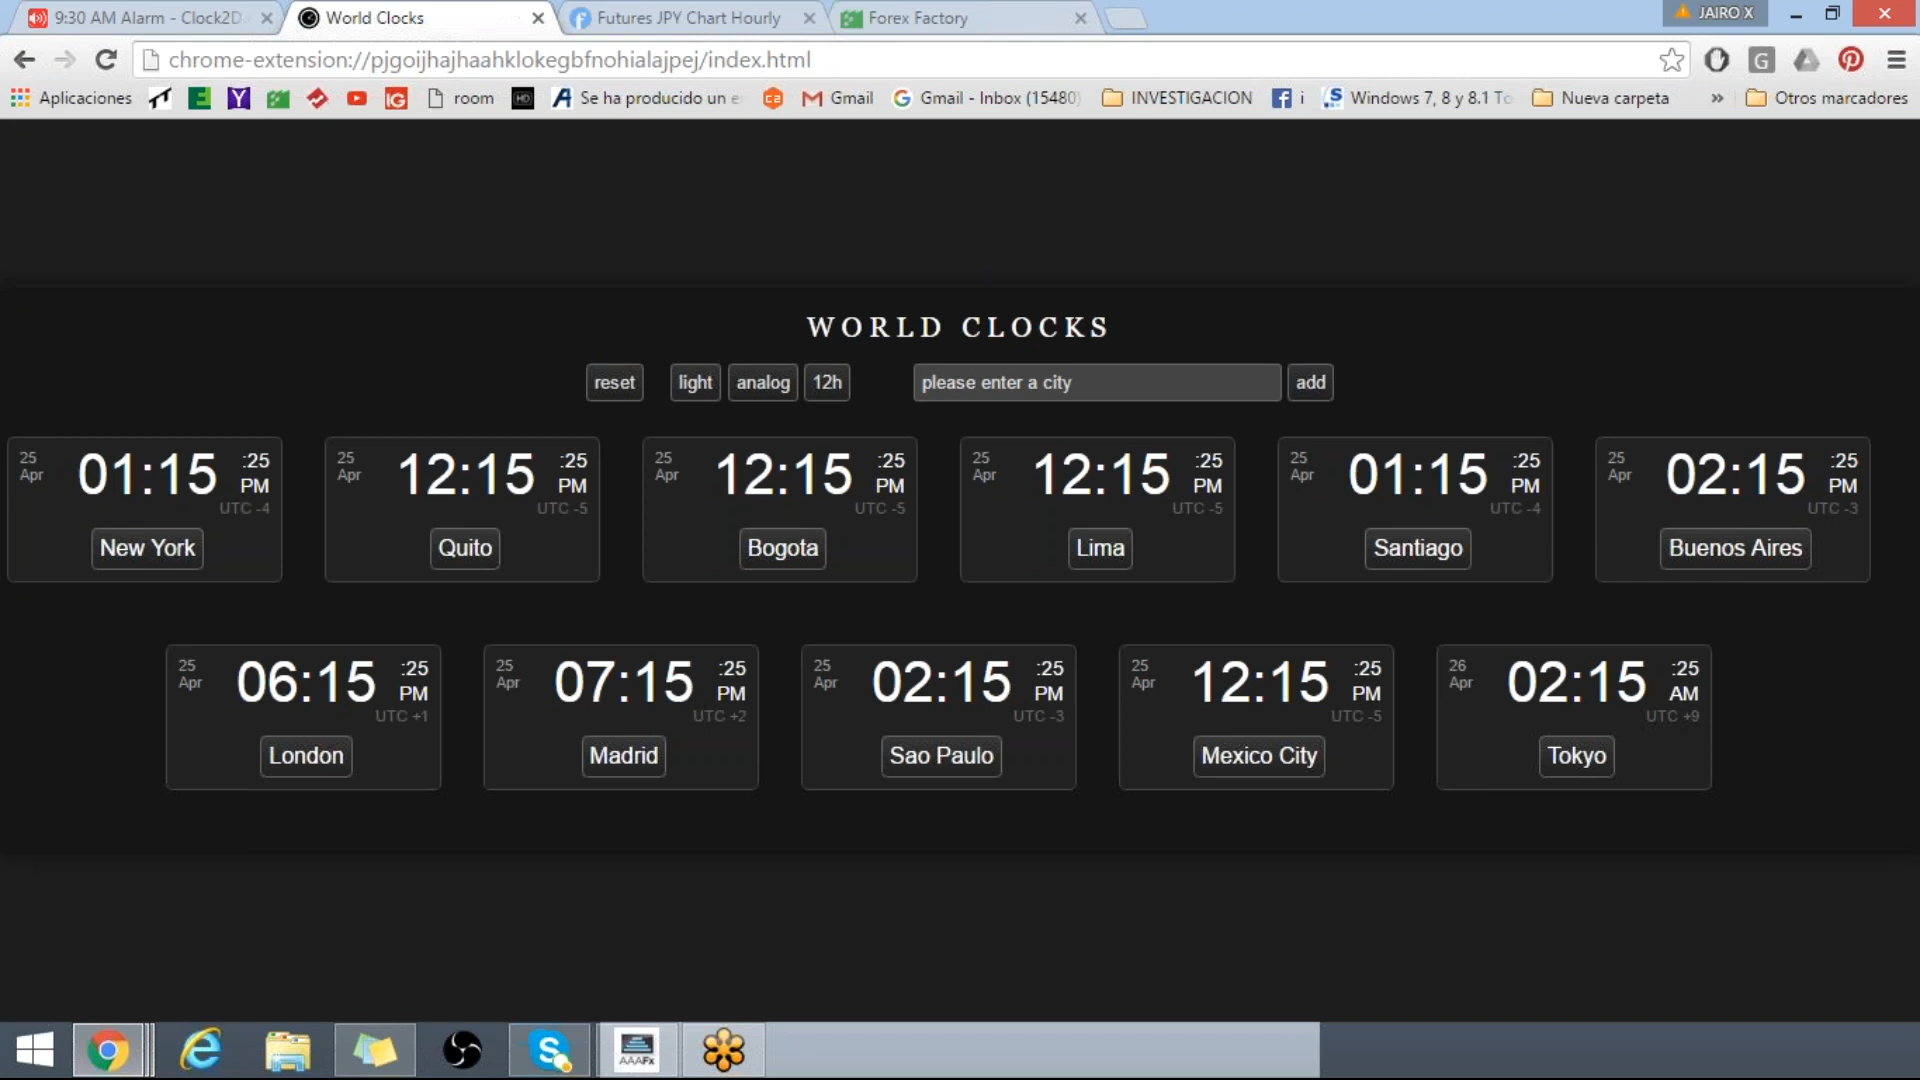 9:30 AM Alarm - Clock2D
World Clocks
Futures JPY Chart Hourly
Forex Factory
JAIRO X
chrome-extension://pjgoijhajhaahklokegbfnohialajpej/index.html
Aplicaciones
room
Se ha producido un e
Gmail
Gmail - Inbox (15480)
INVESTIGACION
i
Windows 7, 8 y 8.1 To
Nueva carpeta
»
Otros marcadores
WORLD CLOCKS
reset light analog 12h please enter a city add
25 Apr 01:15 :25 PM UTC -4
New York
25 Apr 12:15 :25 PM UTC -5
Quito
25 Apr 12:15 :25 PM UTC -5
Bogota
25 Apr 12:15 :25 PM UTC -5
Lima
25 Apr 01:15 :25 PM UTC -4
Santiago
25 Apr 02:15 :25 PM UTC -3
Buenos Aires
25 Apr 06:15 :25 PM UTC +1
London
25 Apr 07:15 :25 PM UTC +2
Madrid
25 Apr 02:15 :25 PM UTC -3
Sao Paulo
25 Apr 12:15 :25 PM UTC -5
Mexico City
26 Apr 02:15 :25 AM UTC +9
Tokyo
AAAFx